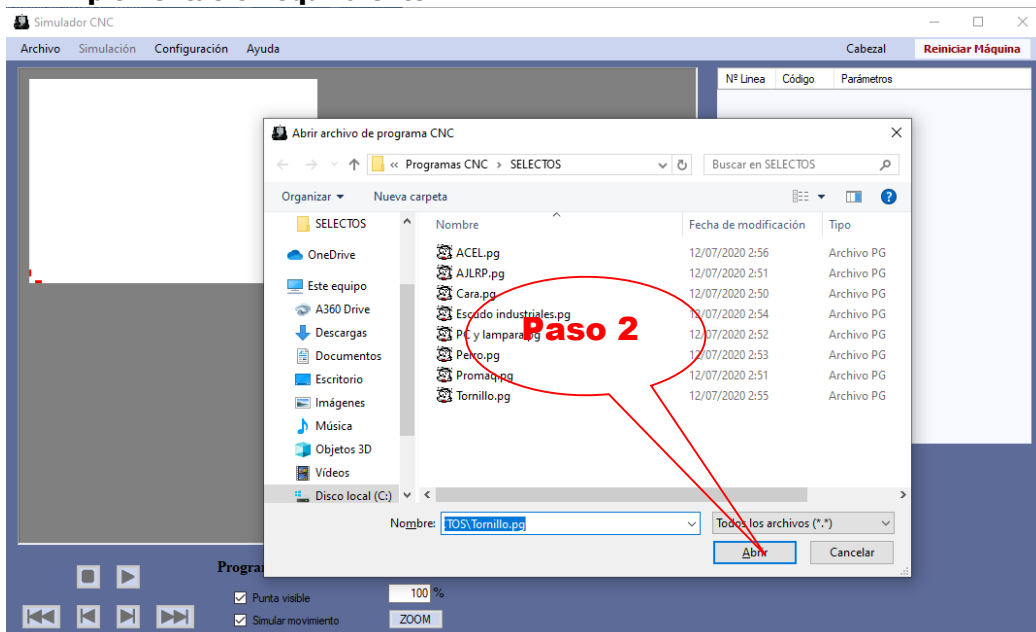 Simulador CNC
Archivo Simulación Configuración Ayuda Cabezal Reiniciar Máquina
Nº Linea Código Parámetros
Abrir archivo de programa CNC
« Programas CNC > SELECTOS Buscar en SELECTOS
Organizar Nueva carpeta
SELECTOS
OneDrive
Este equipo
A360 Drive
Descargas
Documentos
Escritorio
Imágenes
Música
Objetos 3D
Vídeos
Disco local (C:)
Nombre Fecha de modificación Tipo
ACEL.pg 12/07/2020 2:56 Archivo PG
AJLRP.pg 12/07/2020 2:51 Archivo PG
Cara.pg 12/07/2020 2:50 Archivo PG
Escudo industriales.pg 12/07/2020 2:54 Archivo PG
PC y lampara.pg 12/07/2020 2:52 Archivo PG
Perro.pg 12/07/2020 2:53 Archivo PG
Promaq.pg 12/07/2020 2:51 Archivo PG
Tornillo.pg 12/07/2020 2:55 Archivo PG
Paso 2
Nombre: TOS\Tornillo.pg Todos los archivos (*.*)
Abrir Cancelar
Punta visible 100 %
Simular movimiento ZOOM